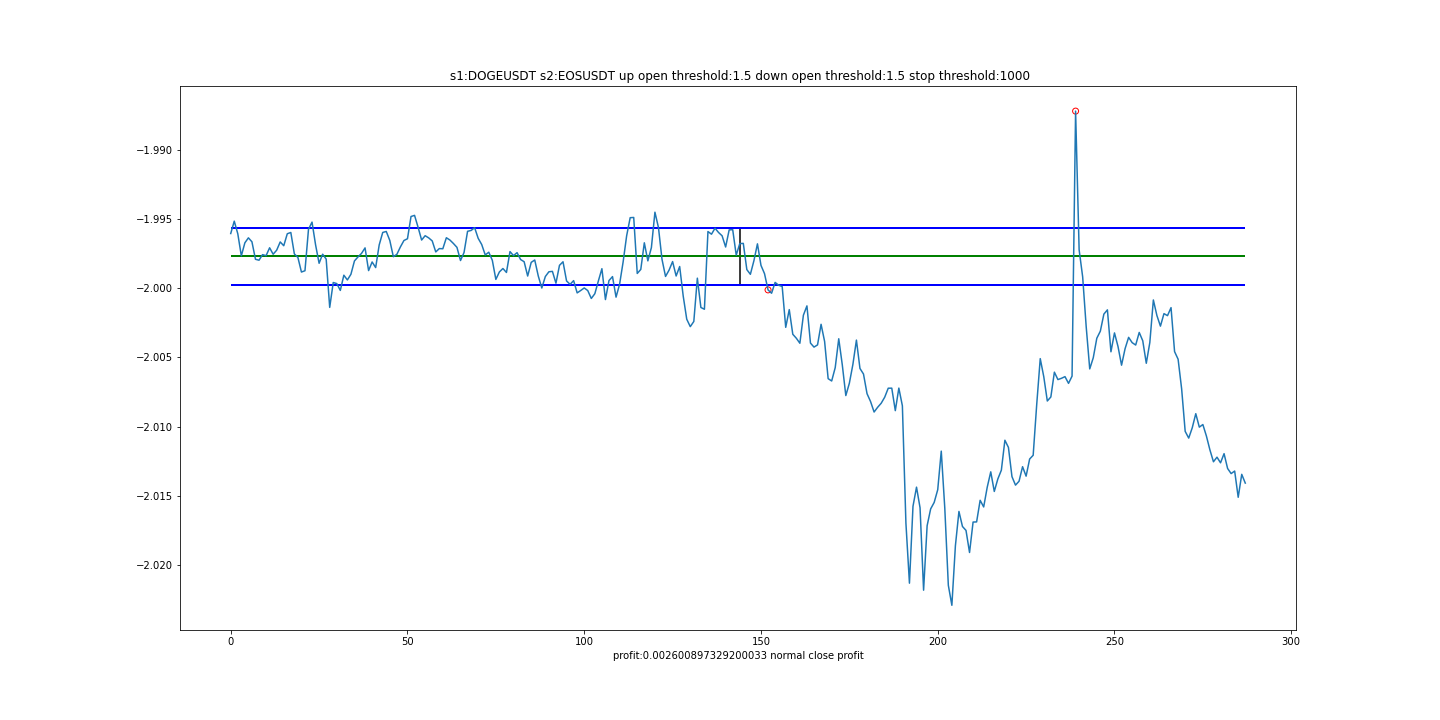 s1:DOGEUSDT s2:EOSUSDT up open threshold:1.5 down open threshold:1.5 stop threshold:1000
−1.990
−1.995
−2.000
−2.005
−2.010
−2.015
−2.020
0 50 100 150 200 250 300
profit:0.002600897329200033 normal close profit